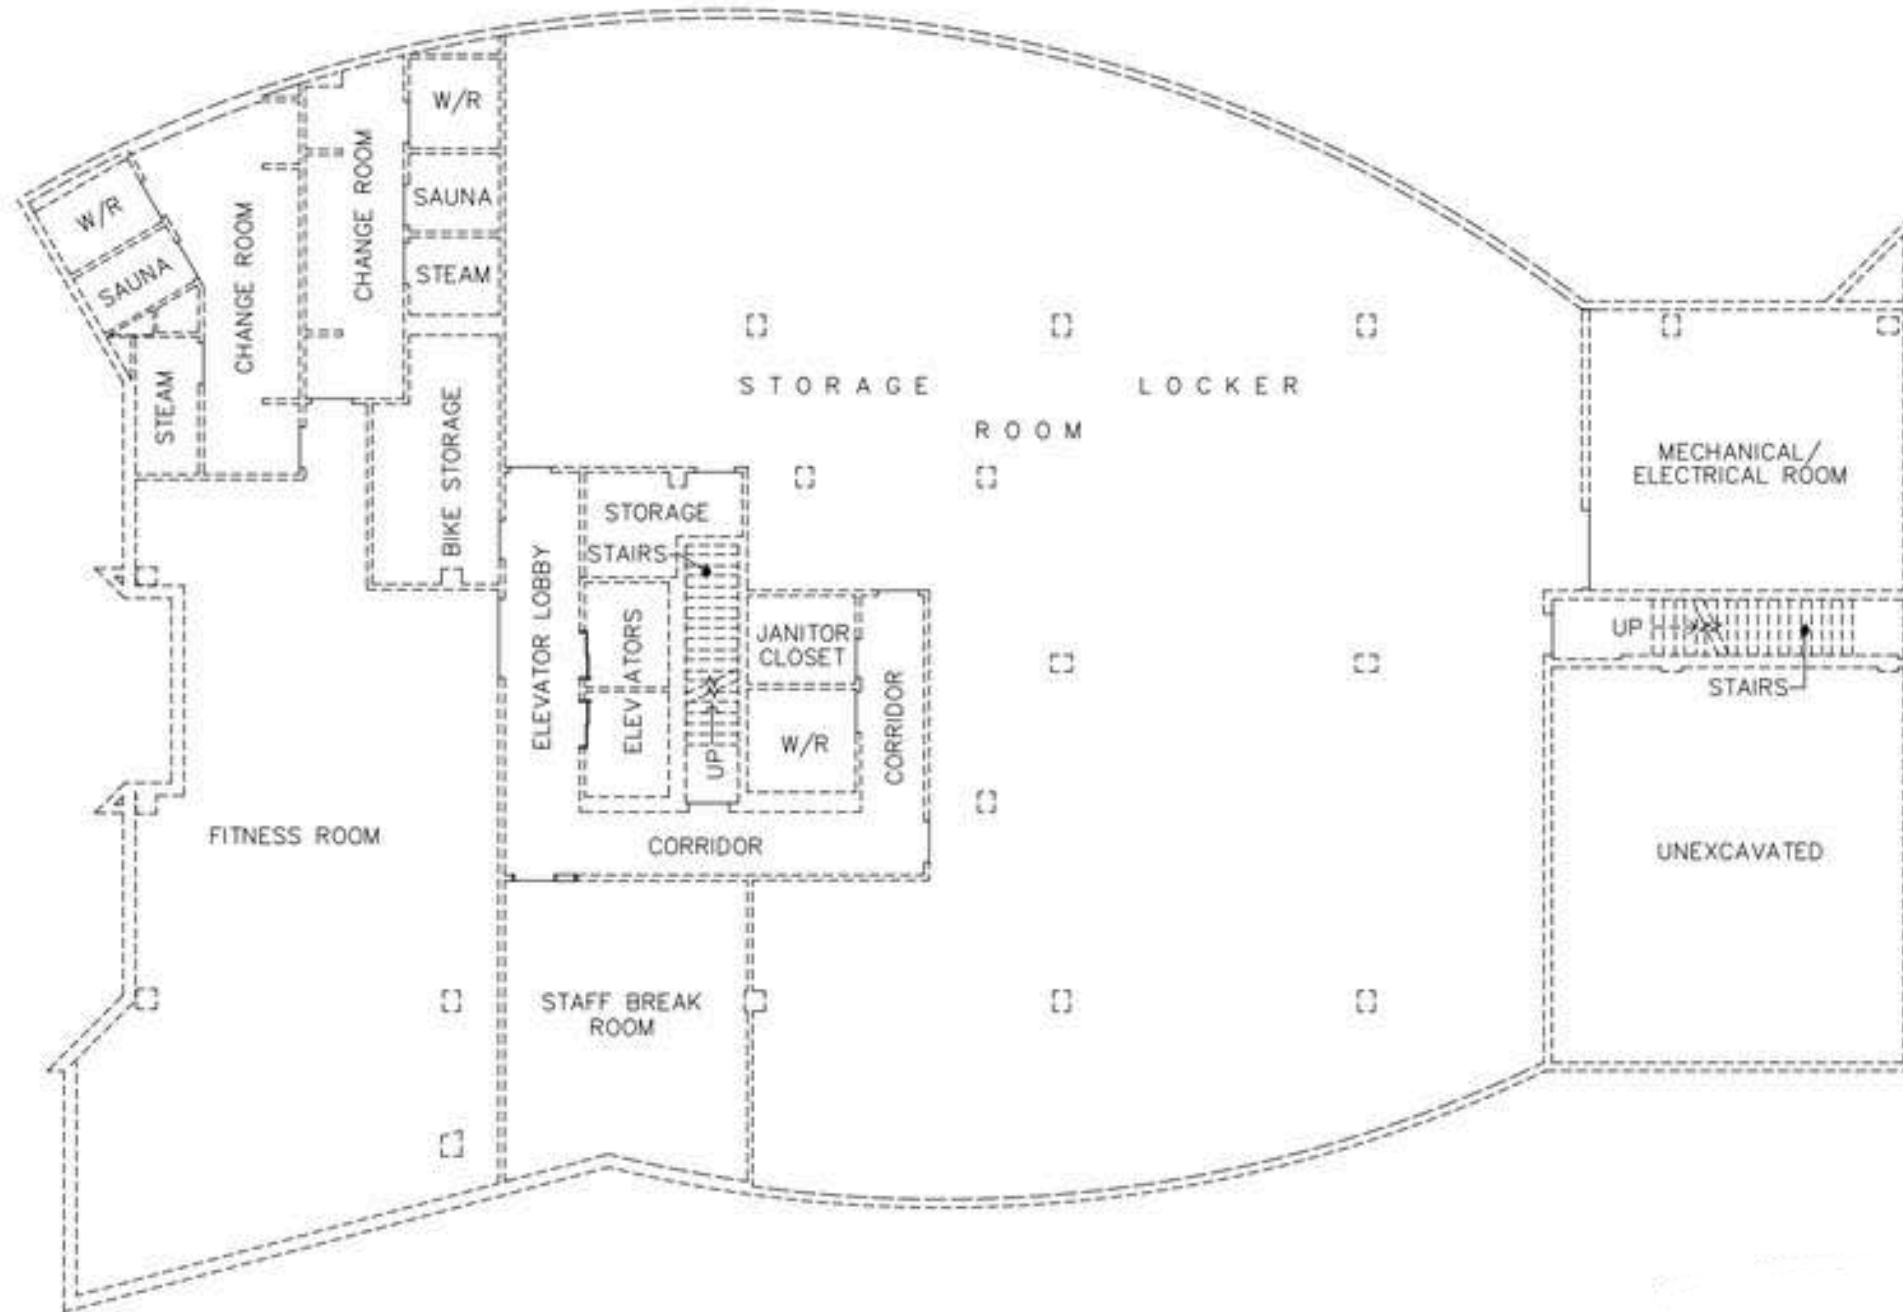 W/R
W/R
CHANGE ROOM
SAUNA
SAUNA
CHANGE ROOM
STEAM
STEAM
STORAGE LOCKER
ROOM
BIKE STORAGE
MECHANICAL/
ELECTRICAL ROOM
STORAGE
STAIRS
ELEVATOR LOBBY
ELEVATORS
ELEVATORS
UP
JANITOR
CLOSET
W/R
CORRIDOR
UP
STAIRS
FITNESS ROOM
CORRIDOR
UNEXCAVATED
STAFF BREAK
ROOM